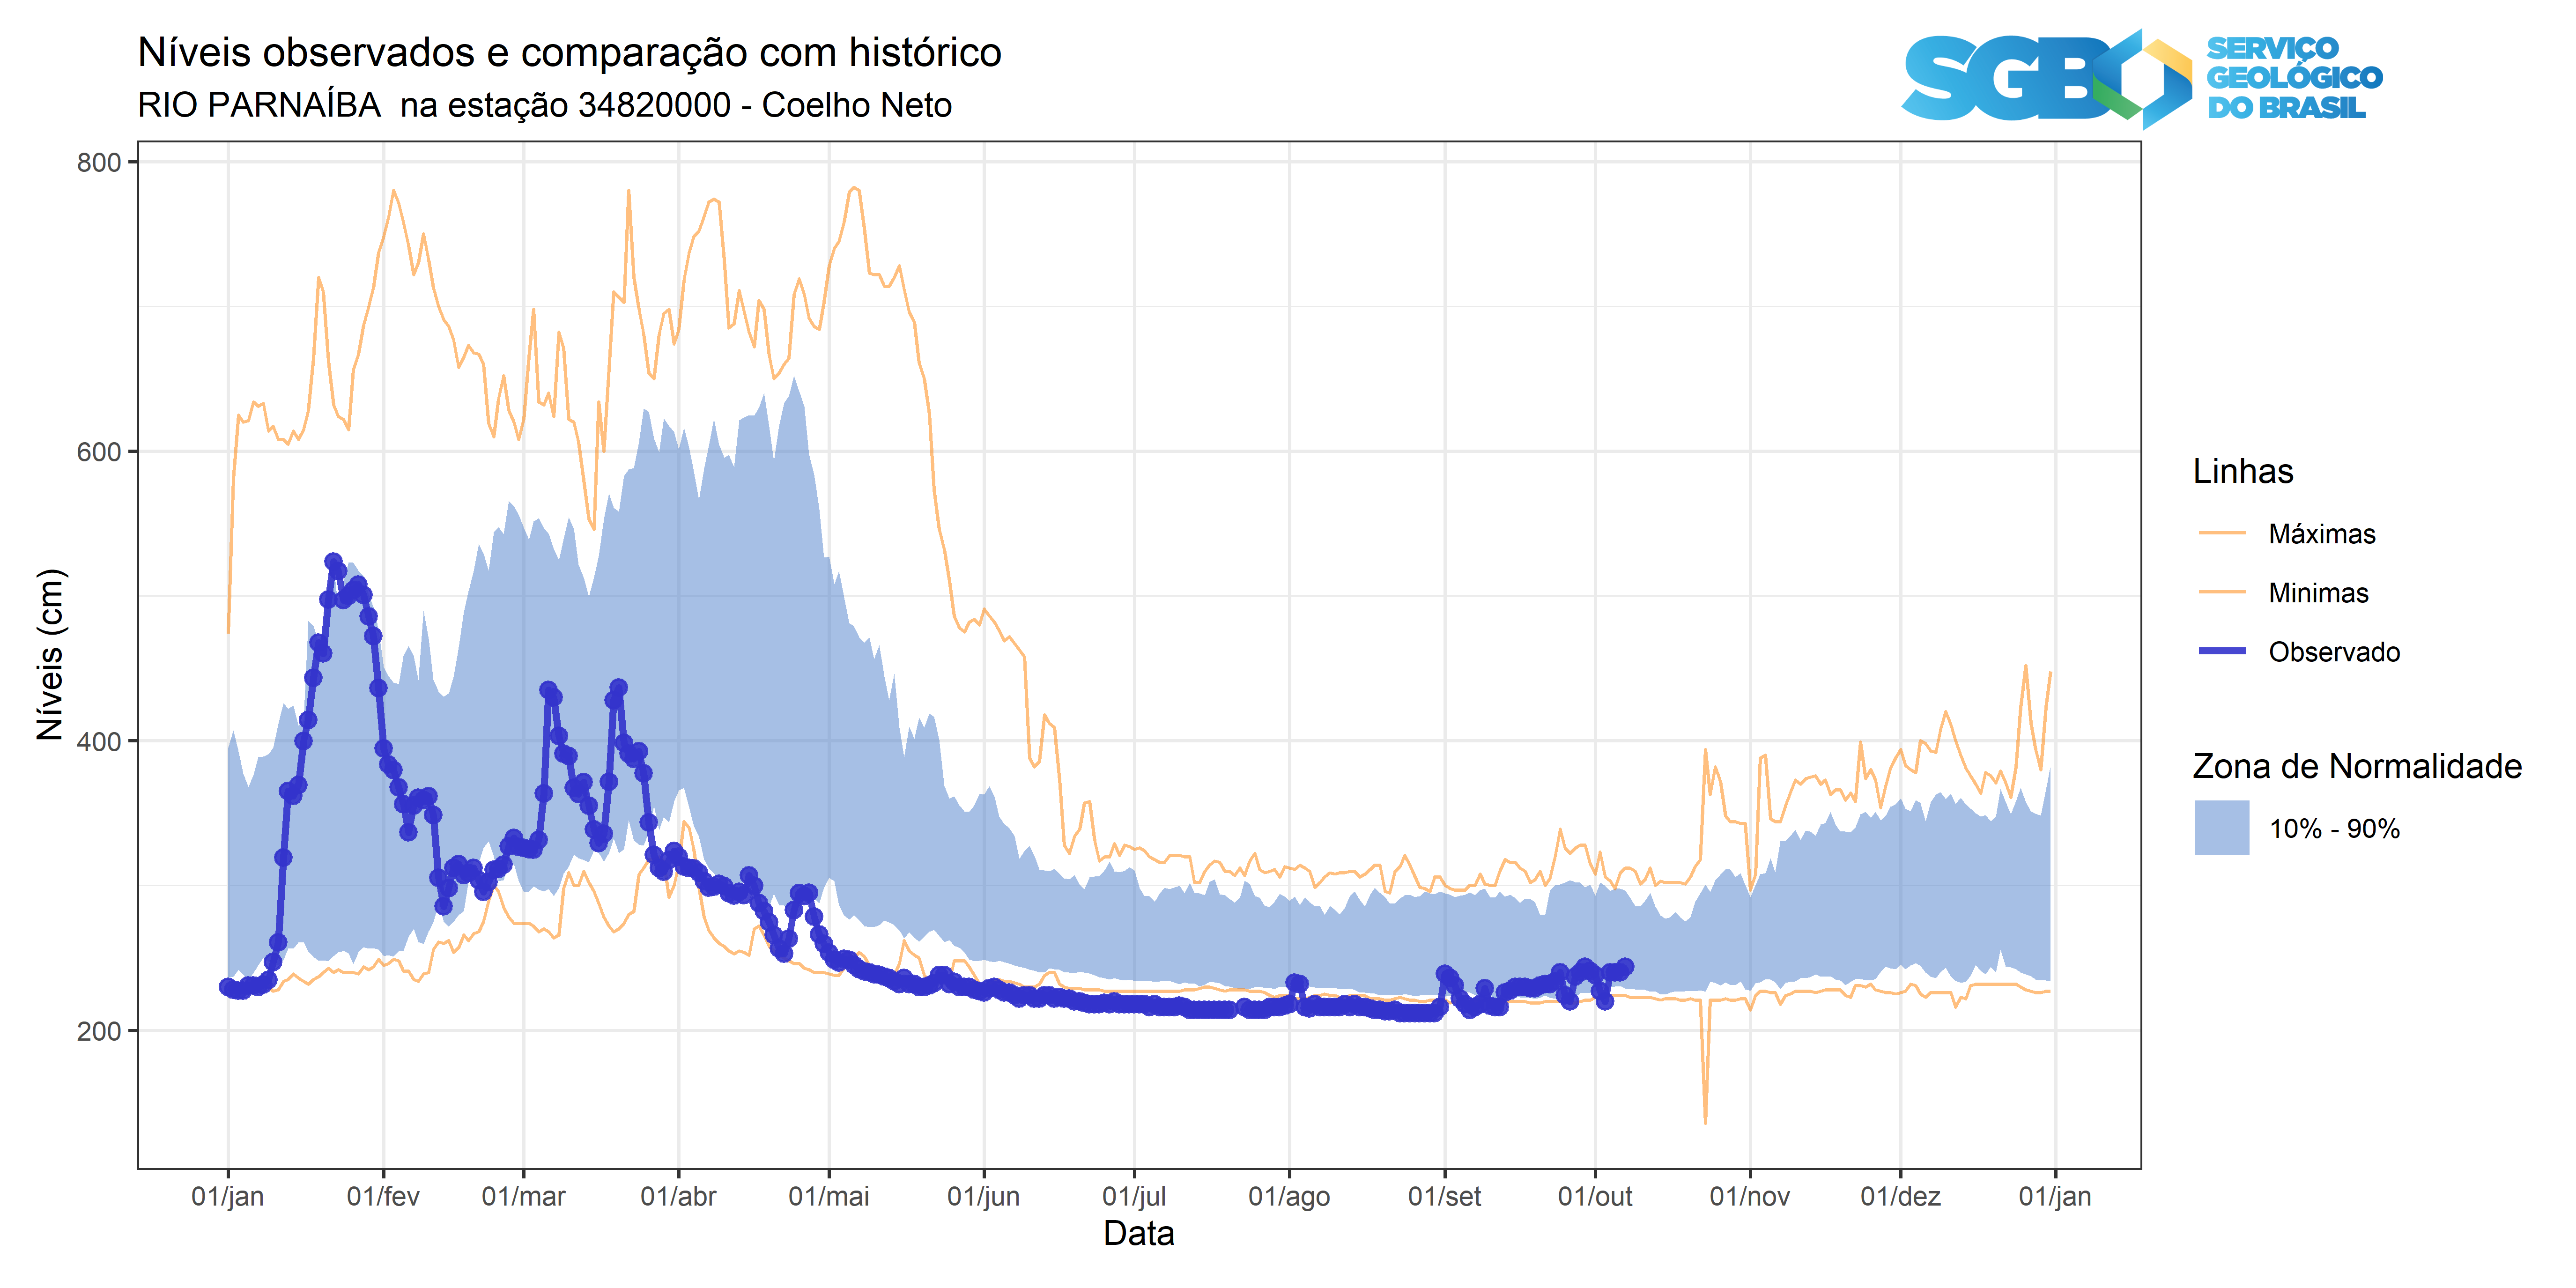 Níveis observados e comparação com histórico
RIO PARNAÍBA  na estação 34820000 - Coelho Neto
SGB
SERVIÇO
GEOLÓGICO
DO BRASIL
Níveis (cm)
800
600
400
200
01/jan 01/fev 01/mar 01/abr 01/mai 01/jun 01/jul 01/ago 01/set 01/out 01/nov 01/dez 01/jan
Data
Linhas
Máximas
Minimas
Observado
Zona de Normalidade
10% - 90%